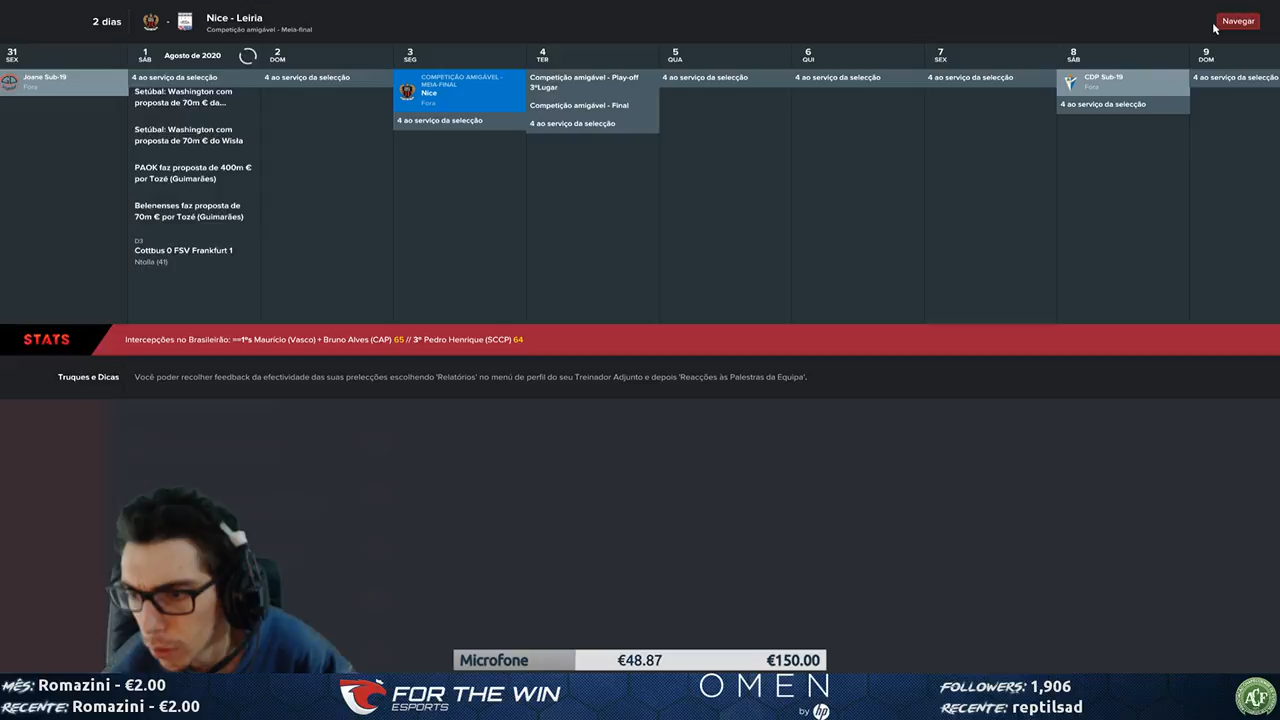 2 dias
Nice - Leiria
Competição amigável - Meia-final
Navegar
31
SEX
1
SÁB
Agosto de 2020
2
DOM
3
SEG
4
TER
5
QUA
6
QUI
7
SEX
8
SÁB
9
DOM
Joane Sub-19
Fora
4 ao serviço da selecção
Setúbal: Washington com
proposta de 70m € da...
Setúbal: Washington com
proposta de 70m € do Wisła
PAOK faz proposta de 400m €
por Tozé (Guimarães)
Belenenses faz proposta de
70m € por Tozé (Guimarães)
D3
Cottbus 0 FSV Frankfurt 1
Ntolla (41)
4 ao serviço da selecção
COMPETIÇÃO AMIGÁVEL -
MEIA-FINAL
Nice
Fora
4 ao serviço da selecção
Competição amigável - Play-off
3ºLugar
Competição amigável - Final
4 ao serviço da selecção
4 ao serviço da selecção
4 ao serviço da selecção
4 ao serviço da selecção
CDP Sub-19
Fora
4 ao serviço da selecção
4 ao serviço da selecção
STATS
Intercepções no Brasileirão: ==1ºs Maurício (Vasco) + Bruno Alves (CAP) 65 // 3º Pedro Henrique (SCCP) 64
Truques e Dicas
Você poder recolher feedback da efectividade das suas prelecções escolhendo 'Relatórios' no menú de perfil do seu Treinador Adjunto e depois 'Reacções às Palestras da Equipa'.
Microfone
€48.87
€150.00
MÊS: Romazini - €2.00
RECENTE: Romazini - €2.00
FOR THE WIN
ESPORTS
OMEN
by hp
FOLLOWERS: 1,906
RECENTE: reptilsad
ACF